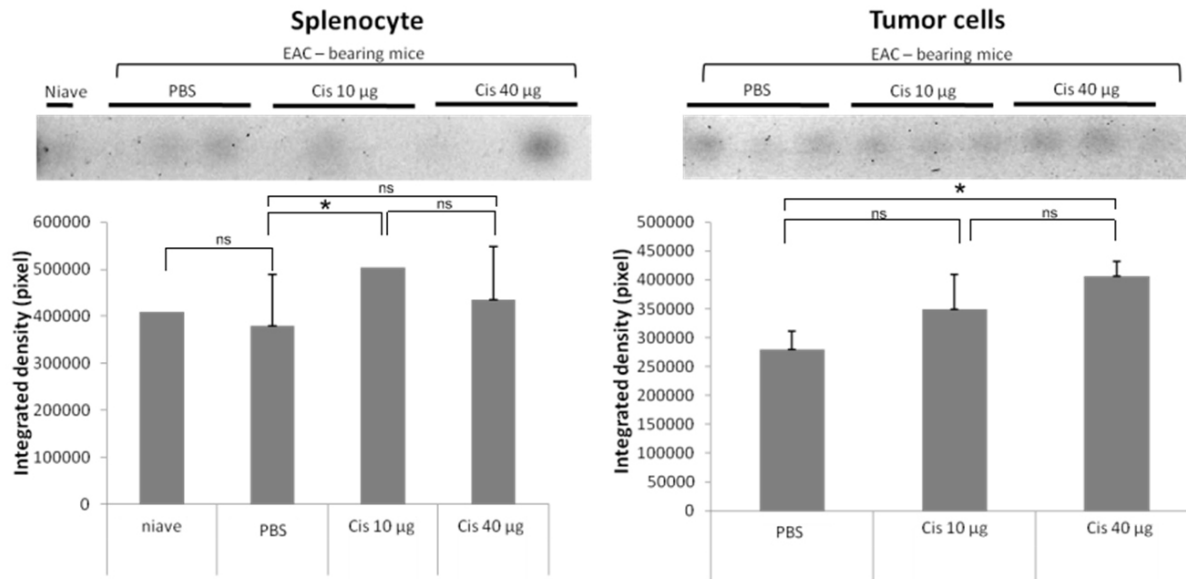 Splenocyte
EAC – bearing mice
Niave PBS Cis 10 µg Cis 40 µg
ns
* ns
ns
600000
500000
400000
300000
200000
100000
0
Integrated density (pixel)
niave PBS Cis 10 µg Cis 40 µg
Tumor cells
EAC – bearing mice
PBS Cis 10 µg Cis 40 µg
*
ns ns
500000
450000
400000
350000
300000
250000
200000
150000
100000
50000
0
Integrated density (pixel)
PBS Cis 10 µg Cis 40 µg